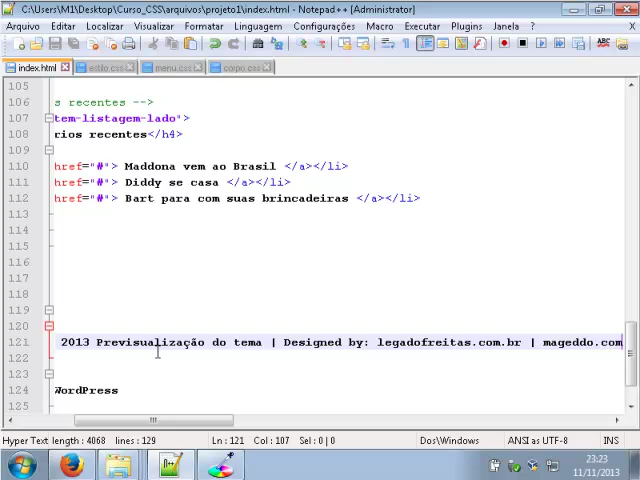 C:\Users\M1\Desktop\Curso_CSS\arquivos\projeto1\index.html - Notepad++ [Administrator]
Arquivo Editar Localizar Visualizar Formatar Linguagem Configurações Macro Executar Plugins Janela ? X
index.html estilo.css menu.css corpo.css
105
106 s recentes -->
107 tem-listagem-lado">
108 rios recentes</h4>
109
110 href="#"> Maddona vem ao Brasil </a></li>
111 href="#"> Diddy se casa </a></li>
112 href="#"> Bart para com suas brincadeiras </a></li>
113
114
115
116
117
118
119
120
121 2013 Previsualização do tema | Designed by: legadofreitas.com.br | mageddo.com
122
123
124 WordPress
125
Hyper Text length : 4068 lines : 129 Ln : 121 Col : 107 Sel : 0 | 0 Dos\Windows ANSI as UTF-8 INS
23:23
11/11/2013